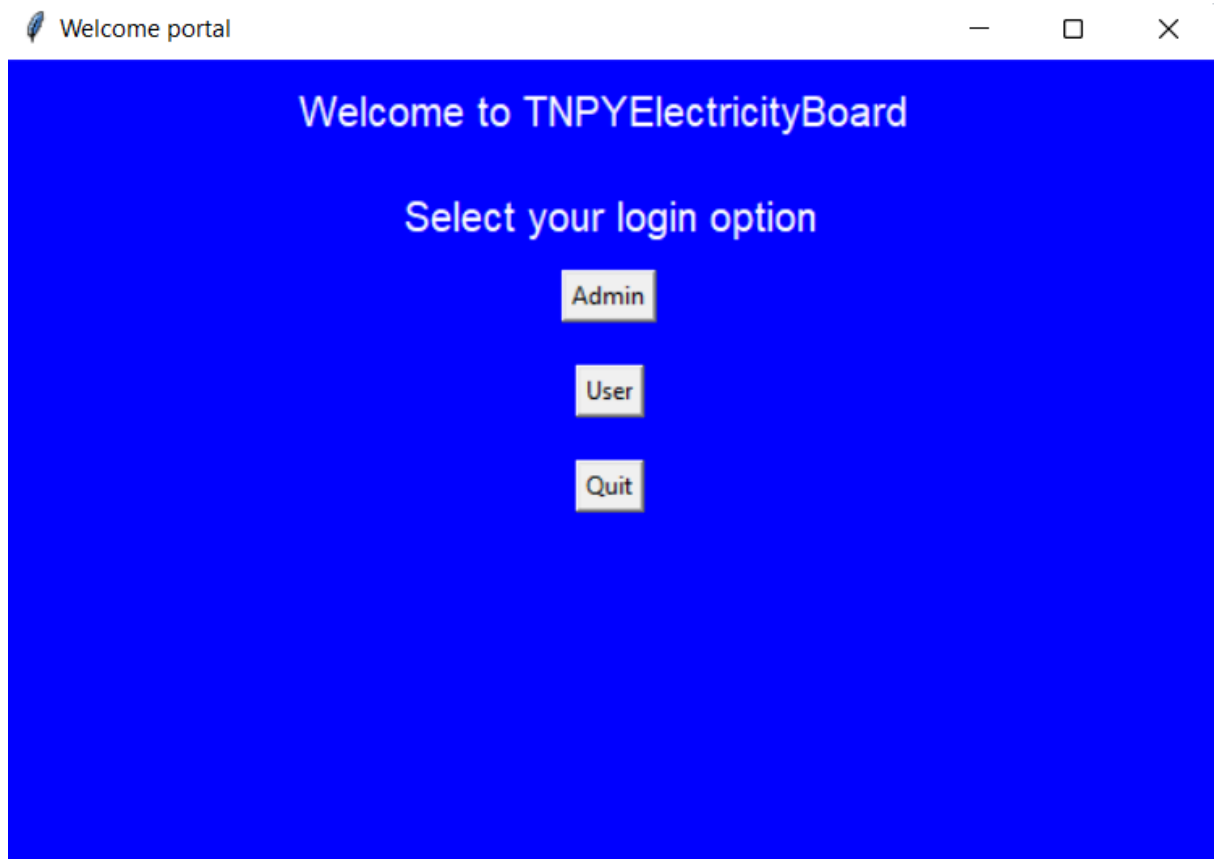 Welcome portal
Welcome to TNPYElectricityBoard
Select your login option
Admin
User
Quit